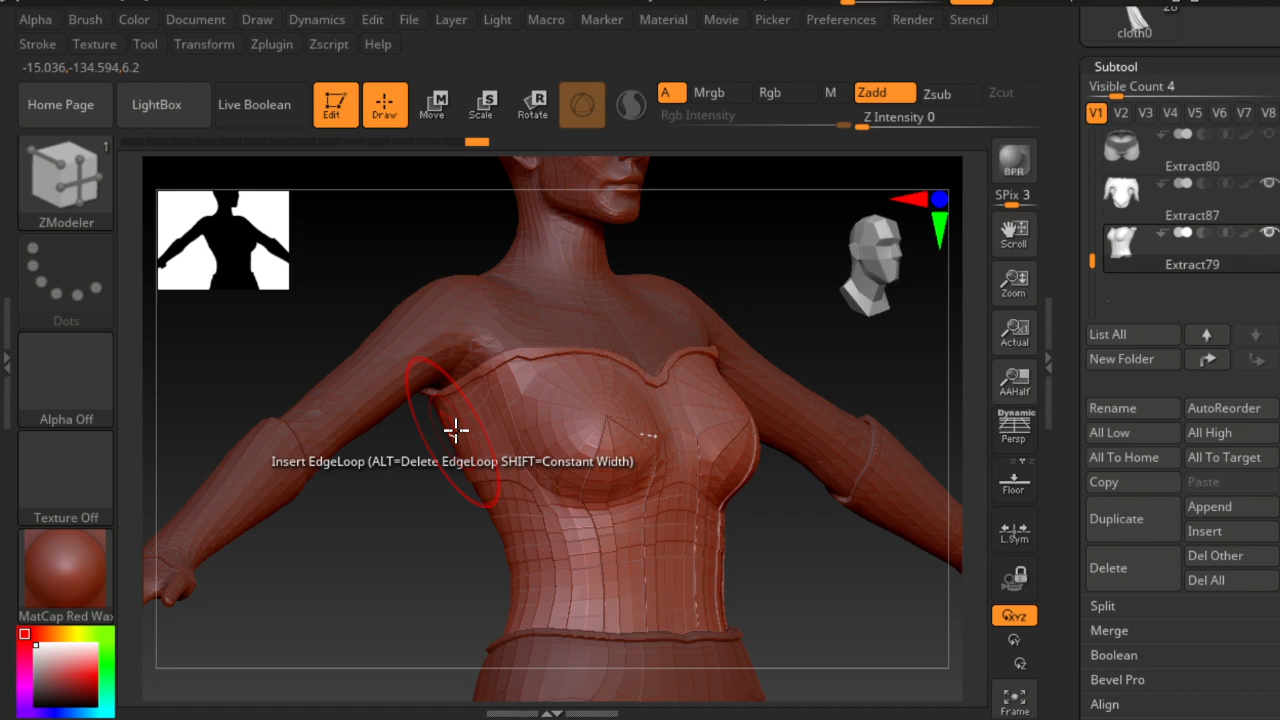 Alpha Brush Color Document Draw Dynamics Edit File Layer Light Macro Marker Material Movie Picker Preferences Render Stencil
Stroke Texture Tool Transform Zplugin Zscript Help
-15.036,-134.594,6.2
Home Page LightBox Live Boolean Edit Draw Move Scale Rotate
A Mrgb Rgb M Zadd Zsub Zcut
Rgb Intensity Z Intensity 0
1
ZModeler
Dots
Alpha Off
Texture Off
MatCap Red Wax
Insert EdgeLoop (ALT=Delete EdgeLoop SHIFT=Constant Width)
BPR
SPix 3
Scroll
Zoom
Actual
AAHalf
Dynamic
Persp
Floor
L.Sym
XYZ
Frame
cloth0
Subtool
Visible Count 4
V1 V2 V3 V4 V5 V6 V7 V8
Extract80
Extract87
Extract79
List All
New Folder
Rename AutoReorder
All Low All High
All To Home All To Target
Copy Paste
Duplicate Append
Insert
Delete Del Other
Del All
Split
Merge
Boolean
Bevel Pro
Align